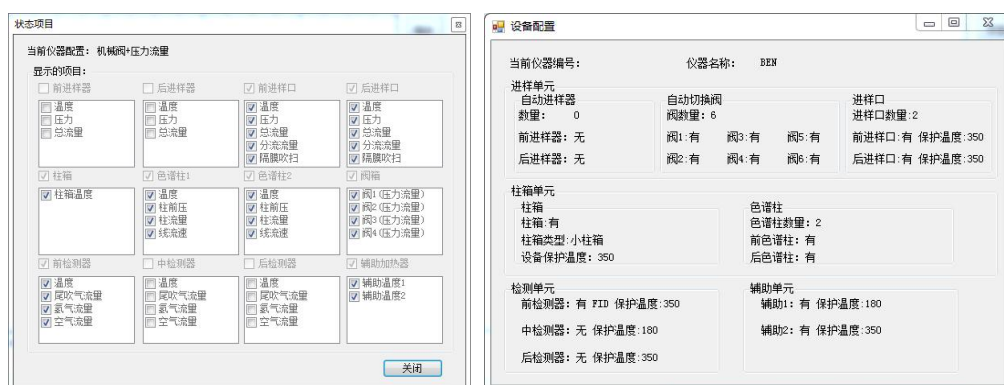 状态项目
当前仪器配置: 机械阀+压力流量
显示的项目:
前进样器 后进样器 前进样口 后进样口
温度 温度 温度 温度
压力 压力 压力 压力
总流量 总流量 总流量 总流量
分流流量 分流流量
隔膜吹扫 隔膜吹扫
柱箱 色谱柱1 色谱柱2 阀箱
柱箱温度 温度 温度 阀1(压力流量)
柱前压 柱前压 阀2(压力流量)
柱流量 柱流量 阀3(压力流量)
线流速 线流速 阀4(压力流量)
前检测器 中检测器 后检测器 辅助加热器
温度 温度 温度 辅助温度1
尾吹气流量 尾吹气流量 尾吹气流量 辅助温度2
氢气流量 氢气流量 氢气流量
空气流量 空气流量 空气流量
关闭
设备配置
当前仪器编号: 仪器名称: BEN
进样单元
自动进样器 自动切换阀 进样口
数量: 0 阀数量:6 进样口数量:2
前进样器: 无 阀1:有 阀3:有 阀5:有 前进样口:有 保护温度:350
后进样器: 无 阀2:有 阀4:有 阀6:有 后进样口:有 保护温度:350
柱箱单元
柱箱 色谱柱
柱箱:有 色谱柱数量: 2
柱箱类型:小柱箱 前色谱柱: 有
设备保护温度: 350 后色谱柱: 有
检测单元 辅助单元
前检测器: 有 FID 保护温度:350 辅助1: 有 保护温度:180
中检测器: 无 保护温度:180 辅助2: 有 保护温度:350
后检测器: 无 保护温度:350